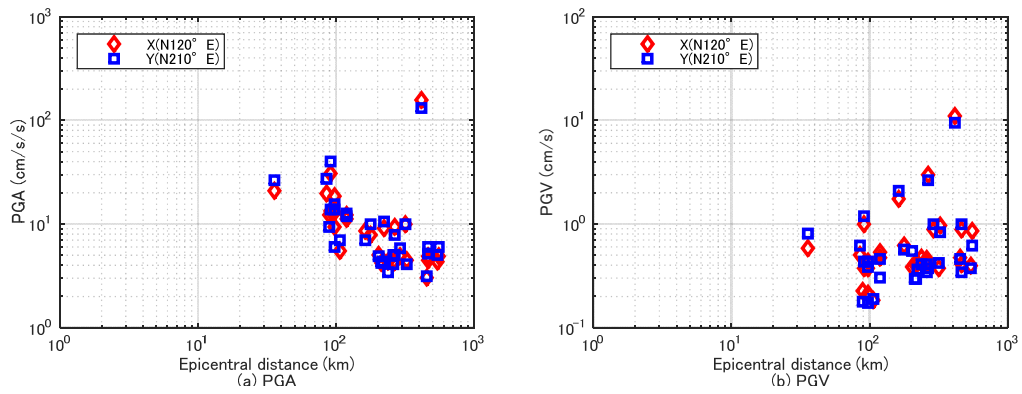 10³
10²
10¹
10⁰
PGA (cm/s/s)
X(N120° E)
Y(N210° E)
10⁰
10¹
10²
10³
Epicentral distance (km)
(a) PGA
10²
10¹
10⁰
10⁻¹
PGV (cm/s)
X(N120° E)
Y(N210° E)
10⁰
10¹
10²
10³
Epicentral distance (km)
(b) PGV